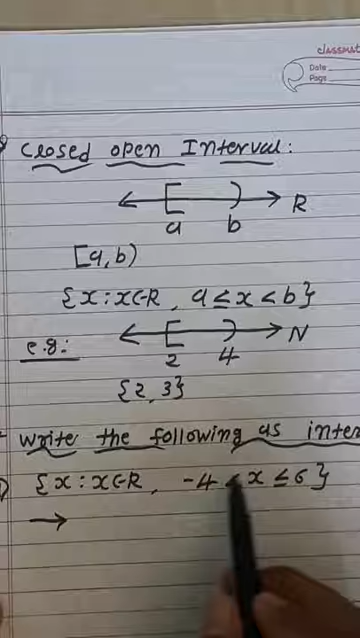 classmate
Date
Page
Closed open Interval:
R
a b
[a, b)
{x : x∈R, a ≤ x < b}
e.g.:
N
2 4
{2, 3}
Write the following as inter
{x : x∈R, -4 < x ≤ 6}